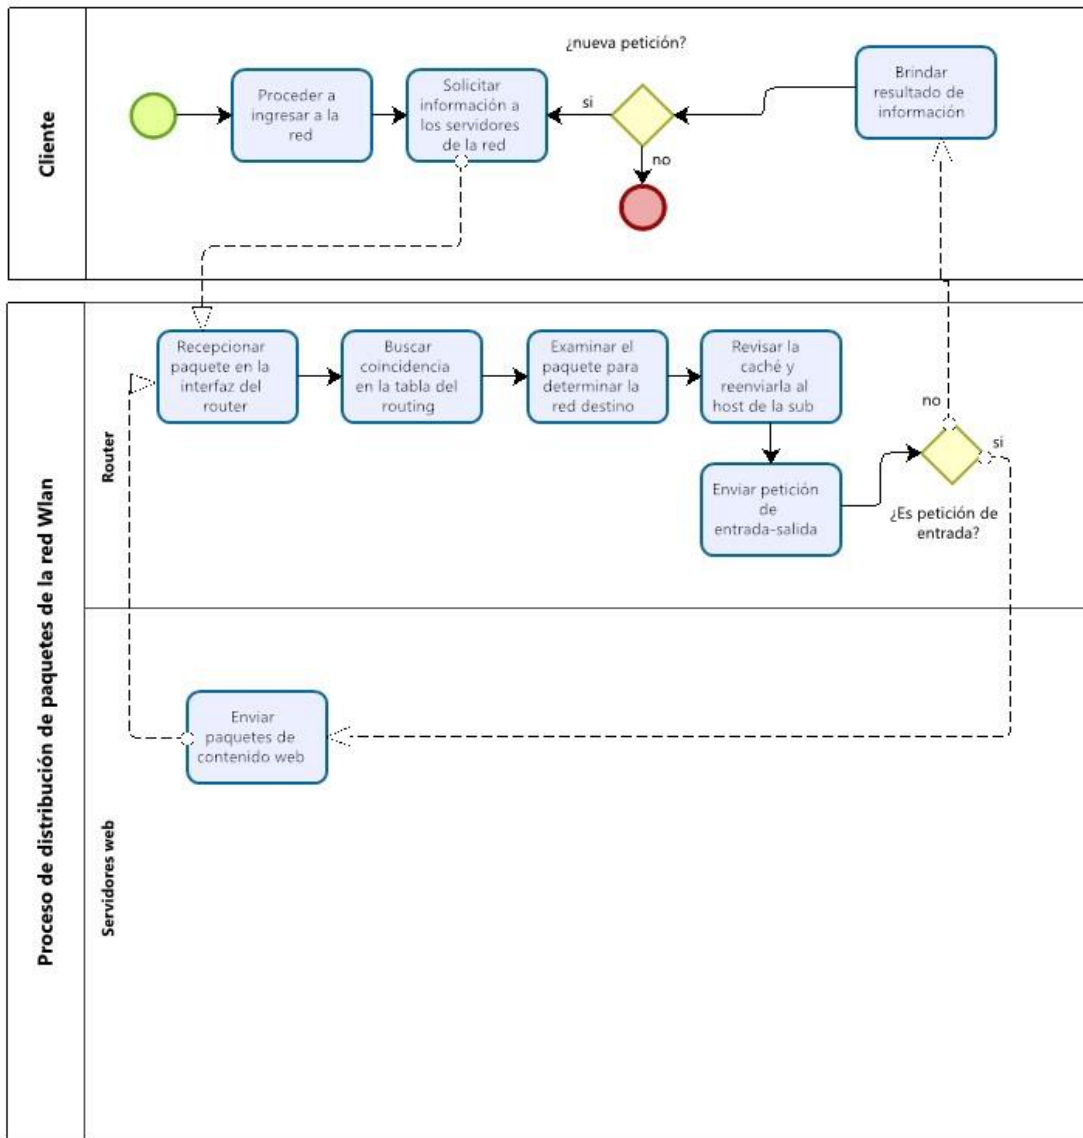 Cliente
¿nueva petición?
Proceder a
ingresar a la
red
Solicitar
información a
los servidores
de la red
si
no
Brindar
resultado de
información
Proceso de distribución de paquetes de la red Wlan
Router
Recepcionar
paquete en la
interfaz del
router
Buscar
coincidencia
en la tabla del
routing
Examinar el
paquete para
determinar la
red destino
Revisar la
caché y
reenviarla al
host de la sub
no
si
Enviar petición
de
entrada-salida
¿Es petición de
entrada?
Servidores web
Enviar
paquetes de
contenido web